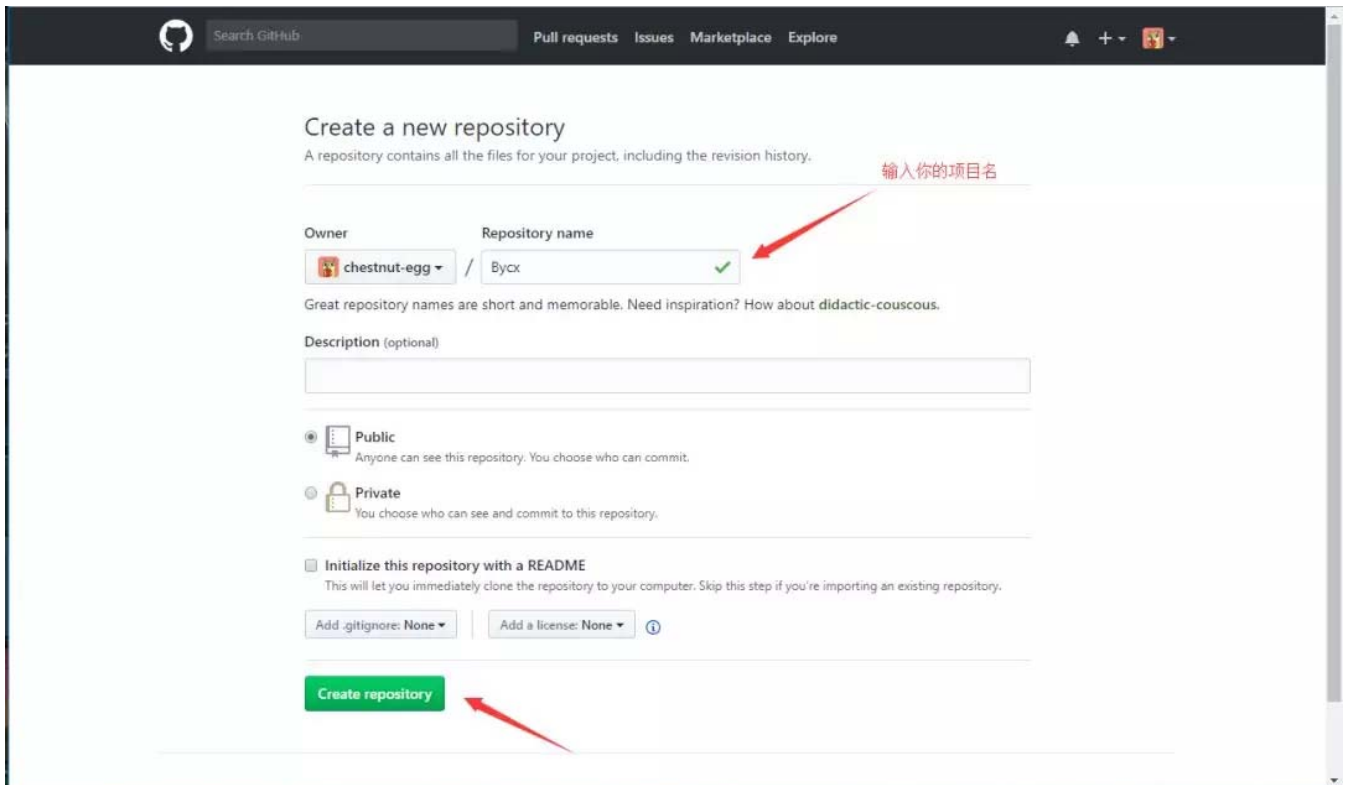 Search GitHub
Pull requests Issues Marketplace Explore
Create a new repository
A repository contains all the files for your project, including the revision history.
输入你的项目名
Owner Repository name
chestnut-egg / Bycx
Great repository names are short and memorable. Need inspiration? How about didactic-couscous.
Description (optional)
Public
Anyone can see this repository. You choose who can commit.
Private
You choose who can see and commit to this repository.
Initialize this repository with a README
This will let you immediately clone the repository to your computer. Skip this step if you're importing an existing repository.
Add .gitignore: None Add a license: None
Create repository